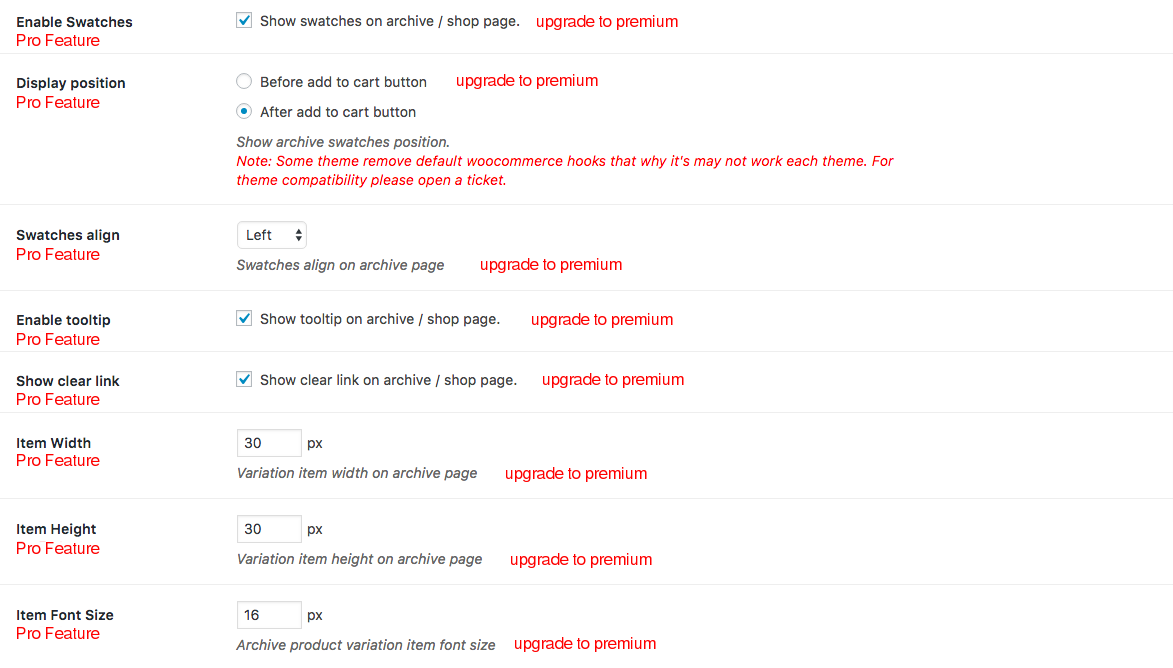 Enable Swatches
Pro Feature
Show swatches on archive / shop page. upgrade to premium
Display position
Pro Feature
Before add to cart button upgrade to premium
After add to cart button
Show archive swatches position.
Note: Some theme remove default woocommerce hooks that why it's may not work each theme. For
theme compatibility please open a ticket.
Swatches align
Pro Feature
Left
Swatches align on archive page upgrade to premium
Enable tooltip
Pro Feature
Show tooltip on archive / shop page. upgrade to premium
Show clear link
Pro Feature
Show clear link on archive / shop page. upgrade to premium
Item Width
Pro Feature
30 px
Variation item width on archive page upgrade to premium
Item Height
Pro Feature
30 px
Variation item height on archive page upgrade to premium
Item Font Size
Pro Feature
16 px
Archive product variation item font size upgrade to premium